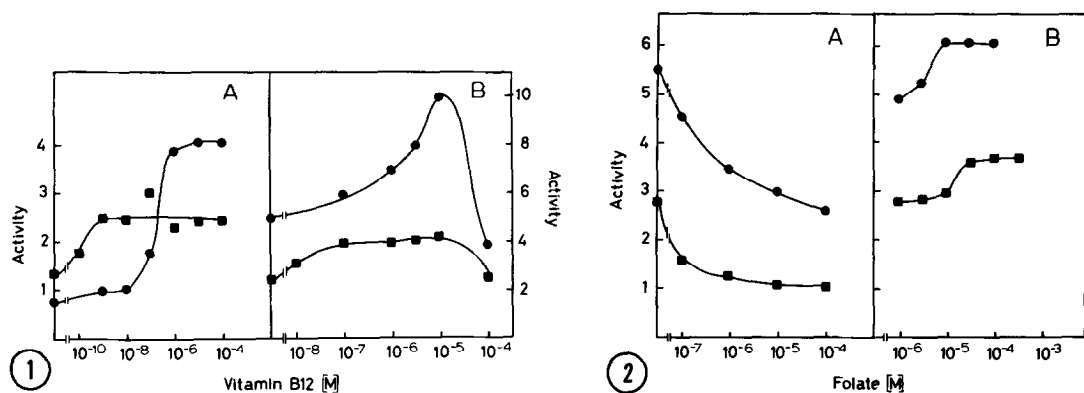 A
B
4
3
2
1
Activity
10
8
6
4
2
Activity
10⁻¹⁰ 10⁻⁸ 10⁻⁶ 10⁻⁴
10⁻⁸ 10⁻⁷ 10⁻⁶ 10⁻⁵ 10⁻⁴
1
Vitamin B12 [M]
A
B
6
5
4
3
2
1
Activity
10⁻⁷ 10⁻⁶ 10⁻⁵ 10⁻⁴
10⁻⁶ 10⁻⁵ 10⁻⁴ 10⁻³
2
Folate [M]